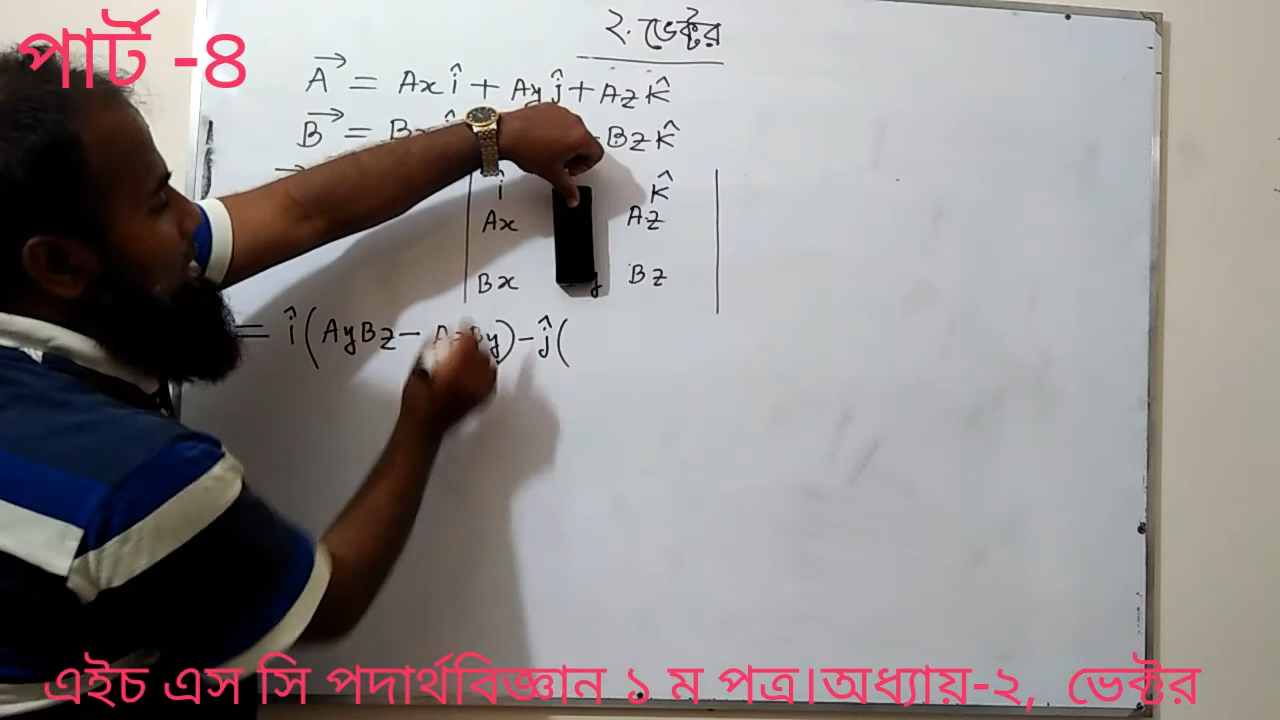 পার্ট -৪
২. ভেক্টর
A⃗ = Ax î + Ay ĵ + Az k̂
B⃗ = Bx Bz k̂
î k̂
Ax Az
Bx y Bz
= î (AyBz - By) - ĵ (
এইচ এস সি পদার্থবিজ্ঞান ১ ম পত্র।অধ্যায়-২, ভেক্টর